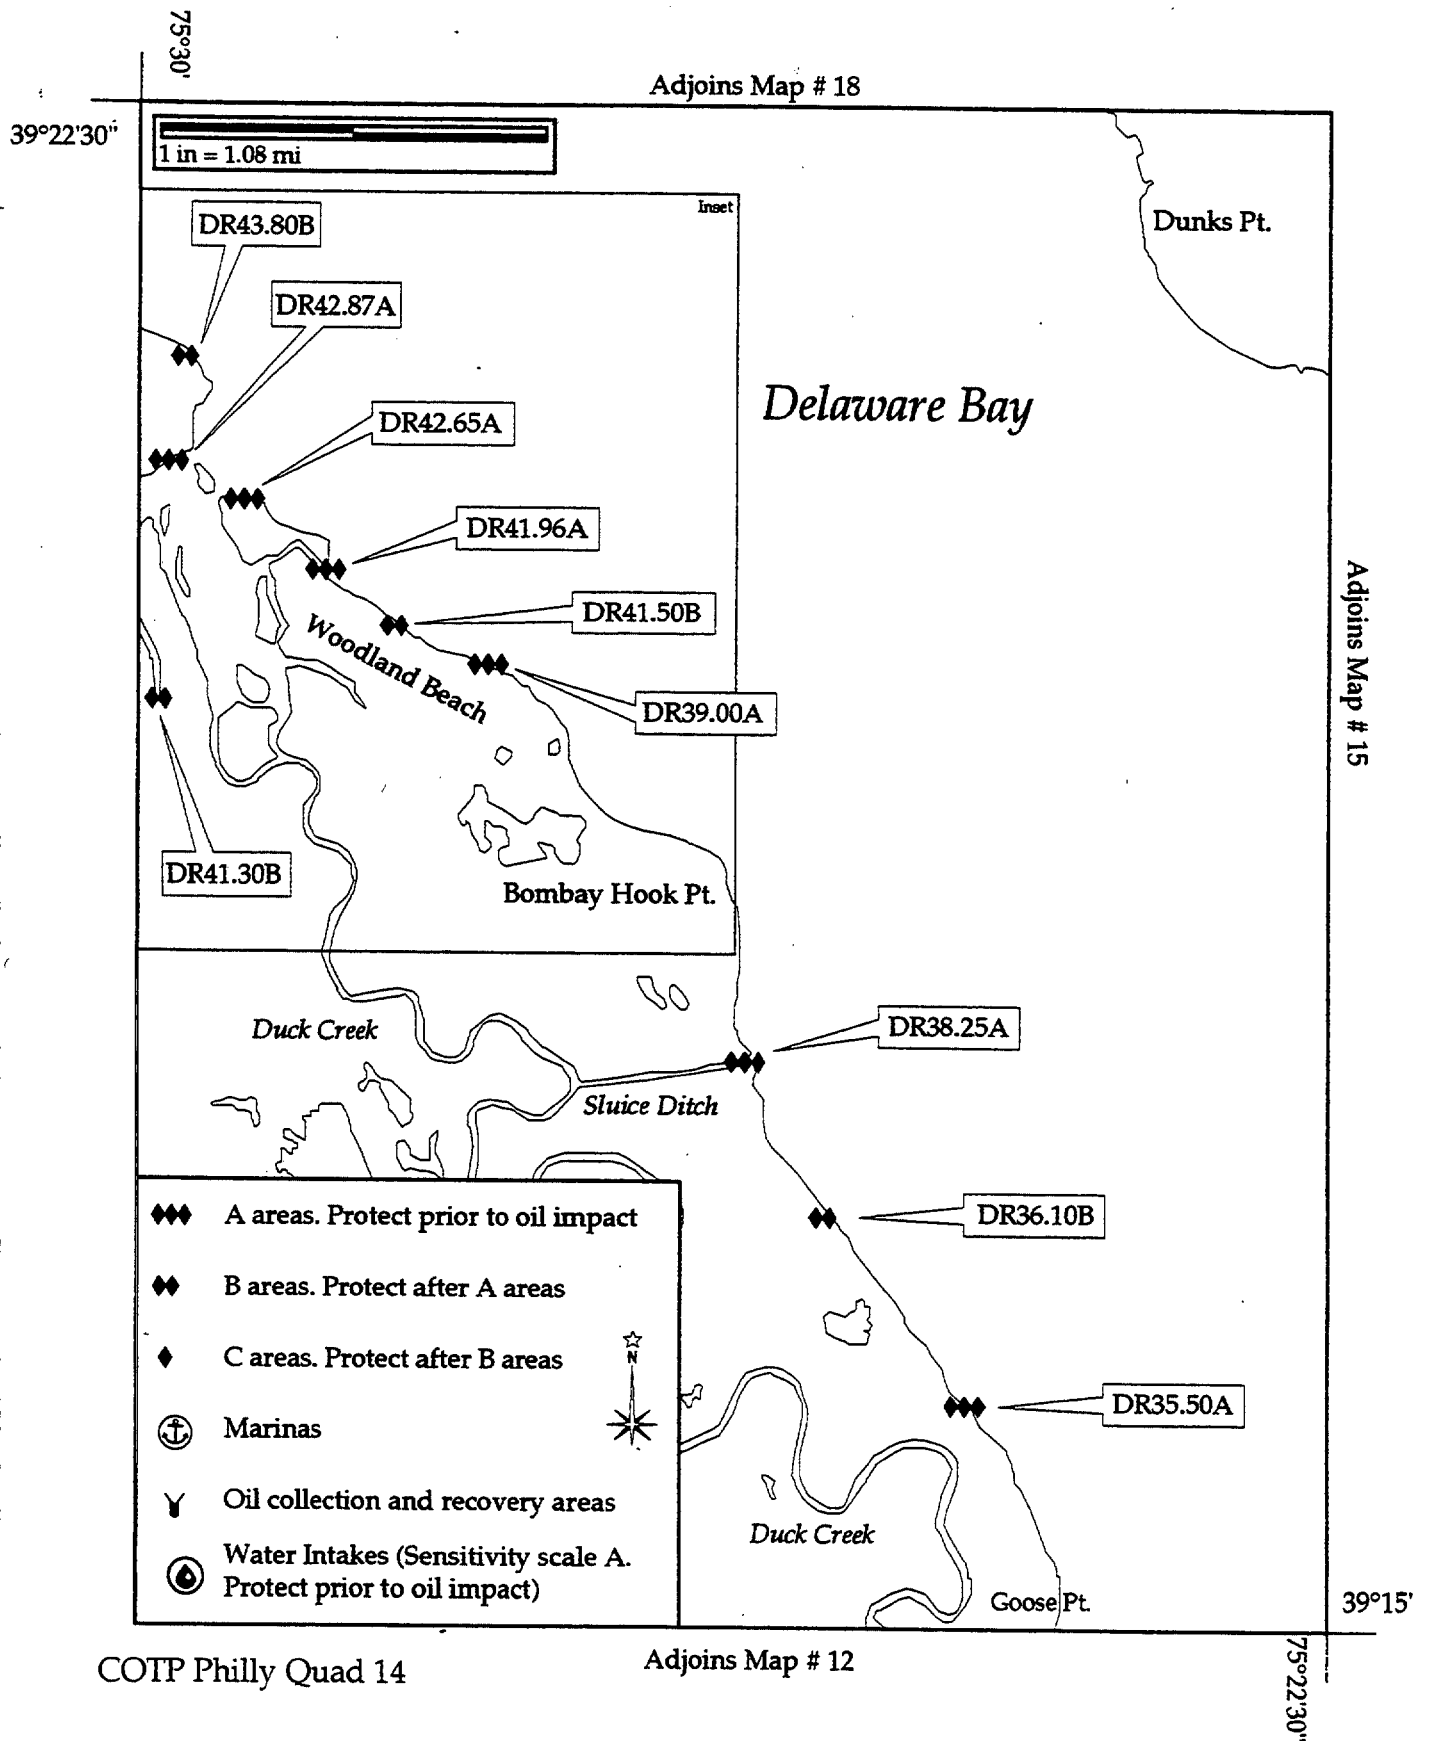 75°30'
Adjoins Map # 18
39°22'30"
1 in = 1.08 mi
Inset
DR43.80B
Dunks Pt.
DR42.87A
Delaware Bay
DR42.65A
DR41.96A
DR41.50B
Woodland Beach
DR39.00A
Adjoins Map # 15
DR41.30B
Bombay Hook Pt.
Duck Creek
DR38.25A
Sluice Ditch
DR36.10B
A areas. Protect prior to oil impact
B areas. Protect after A areas
C areas. Protect after B areas
N
Marinas
Oil collection and recovery areas
Water Intakes (Sensitivity scale A.
Protect prior to oil impact)
DR35.50A
Duck Creek
Goose Pt.
39°15'
COTP Philly Quad 14
Adjoins Map # 12
75°22'30"